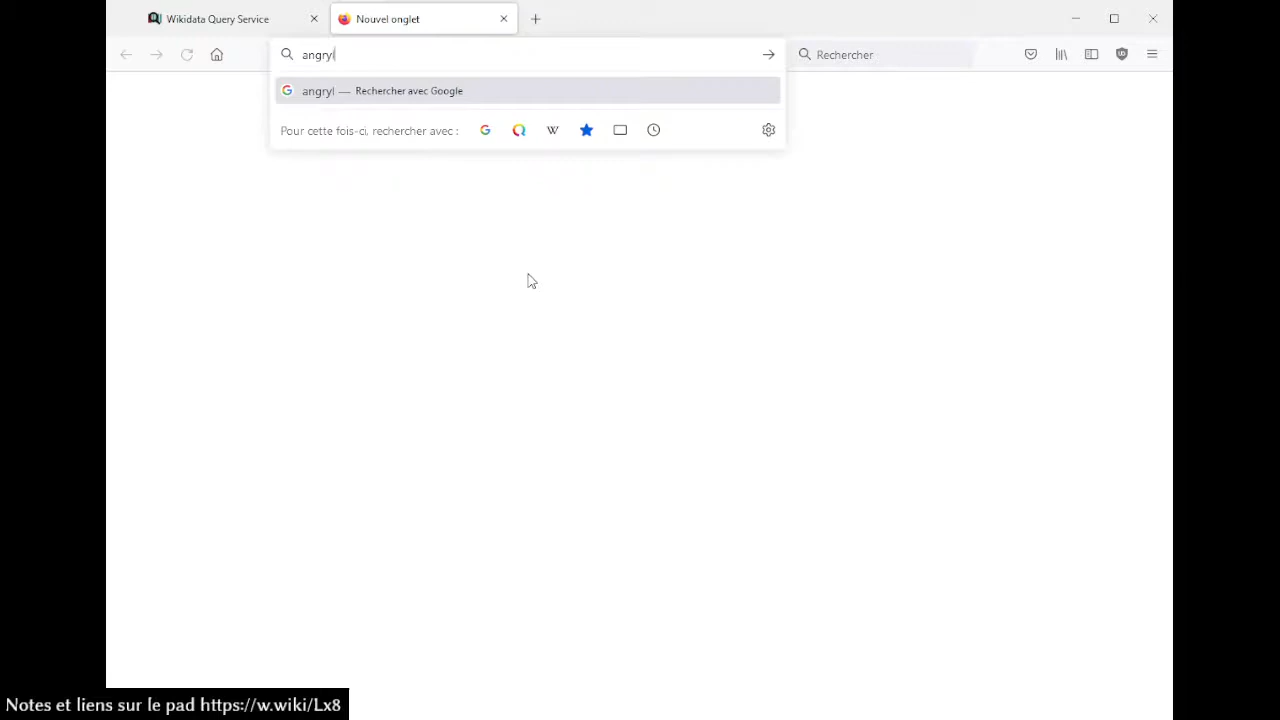 Wikidata Query Service
Nouvel onglet
angryl
Rechercher
angryl — Rechercher avec Google
Pour cette fois-ci, rechercher avec :
Notes et liens sur le pad https://w.wiki/Lx8